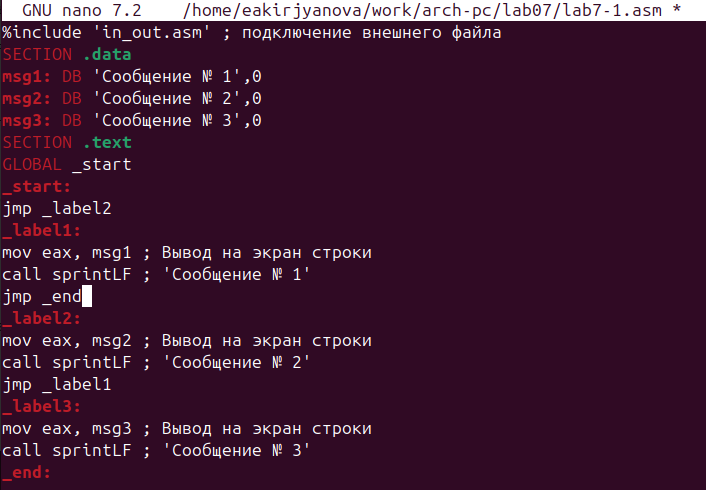 GNU nano 7.2 /home/eakirjyanova/work/arch-pc/lab07/lab7-1.asm *
%include 'in_out.asm' ; подключение внешнего файла
SECTION .data
msg1: DB 'Сообщение № 1',0
msg2: DB 'Сообщение № 2',0
msg3: DB 'Сообщение № 3',0
SECTION .text
GLOBAL _start
_start:
jmp _label2
_label1:
mov eax, msg1 ; Вывод на экран строки
call sprintLF ; 'Сообщение № 1'
jmp _end
_label2:
mov eax, msg2 ; Вывод на экран строки
call sprintLF ; 'Сообщение № 2'
jmp _label1
_label3:
mov eax, msg3 ; Вывод на экран строки
call sprintLF ; 'Сообщение № 3'
_end: